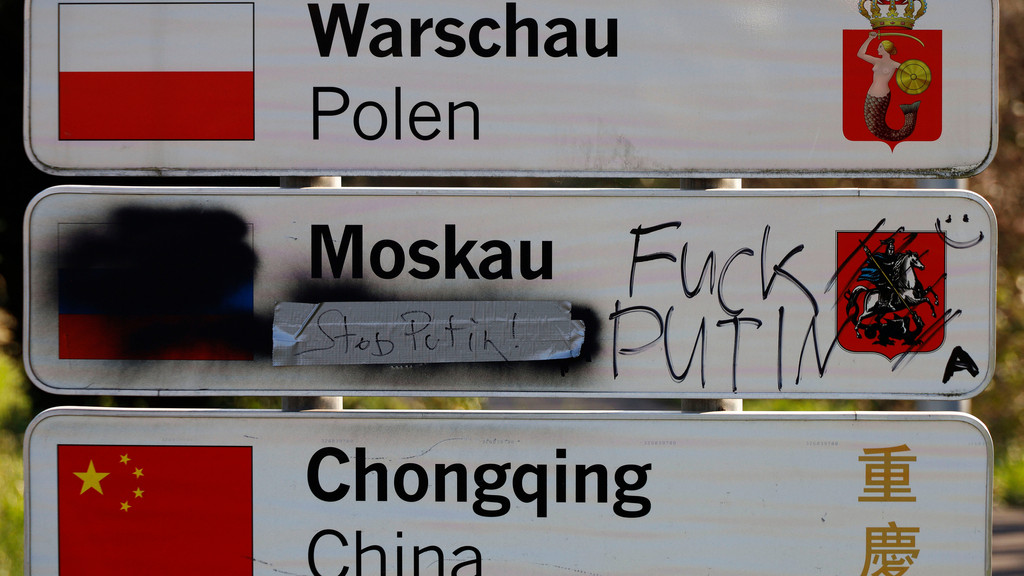 Warschau
Polen
Moskau
Stop Putin!
Fuck
PUTIN
A
Chongqing
China
重
慶